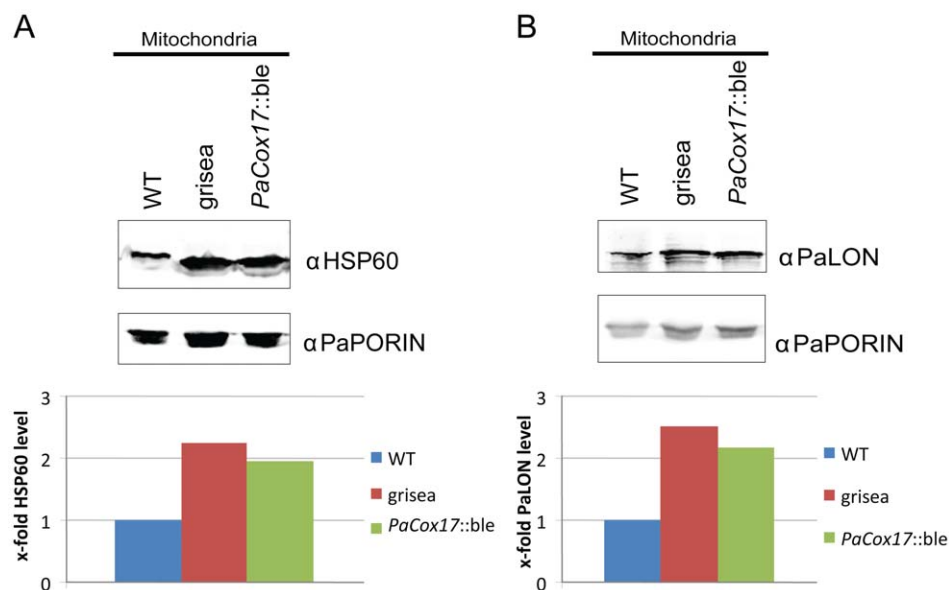 A
Mitochondria
WT
grisea
PaCox17::ble
αHSP60
αPaPORIN
x-fold HSP60 level
3
2
1
0
WT
grisea
PaCox17::ble
B
Mitochondria
WT
grisea
PaCox17::ble
αPaLON
αPaPORIN
x-fold PaLON level
3
2
1
0
WT
grisea
PaCox17::ble